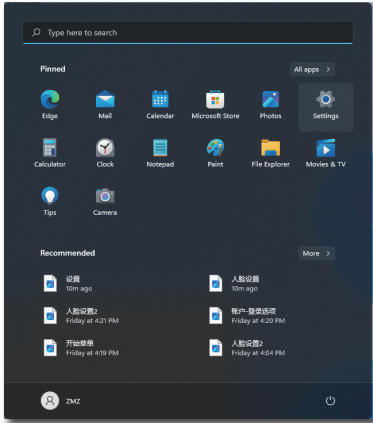 Type here to search
Pinned
All apps >
Edge
Mail
Calendar
Microsoft Store
Photos
Settings
Calculator
Clock
Notepad
Paint
File Explorer
Movies & TV
Tips
Camera
Recommended
More >
设置
10m ago
人脸设置
10m ago
人脸设置2
Friday at 4:21 PM
账户-登录选项
Friday at 4:20 PM
开始菜单
Friday at 4:19 PM
人脸设置2
Friday at 4:04 PM
ZMZ